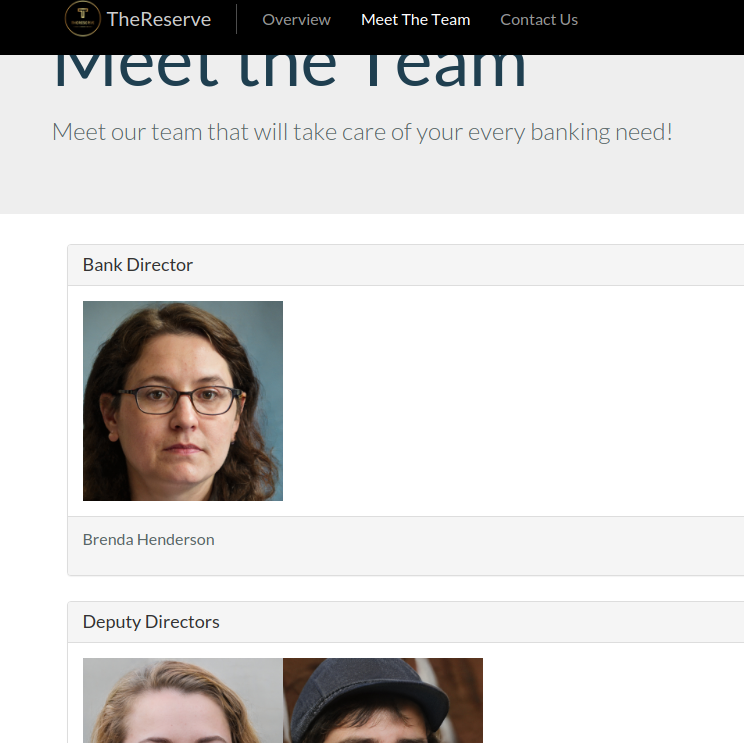 TheReserve
Overview
Meet The Team
Contact Us
Meet the Team
Meet our team that will take care of your every banking need!
Bank Director
Brenda Henderson
Deputy Directors